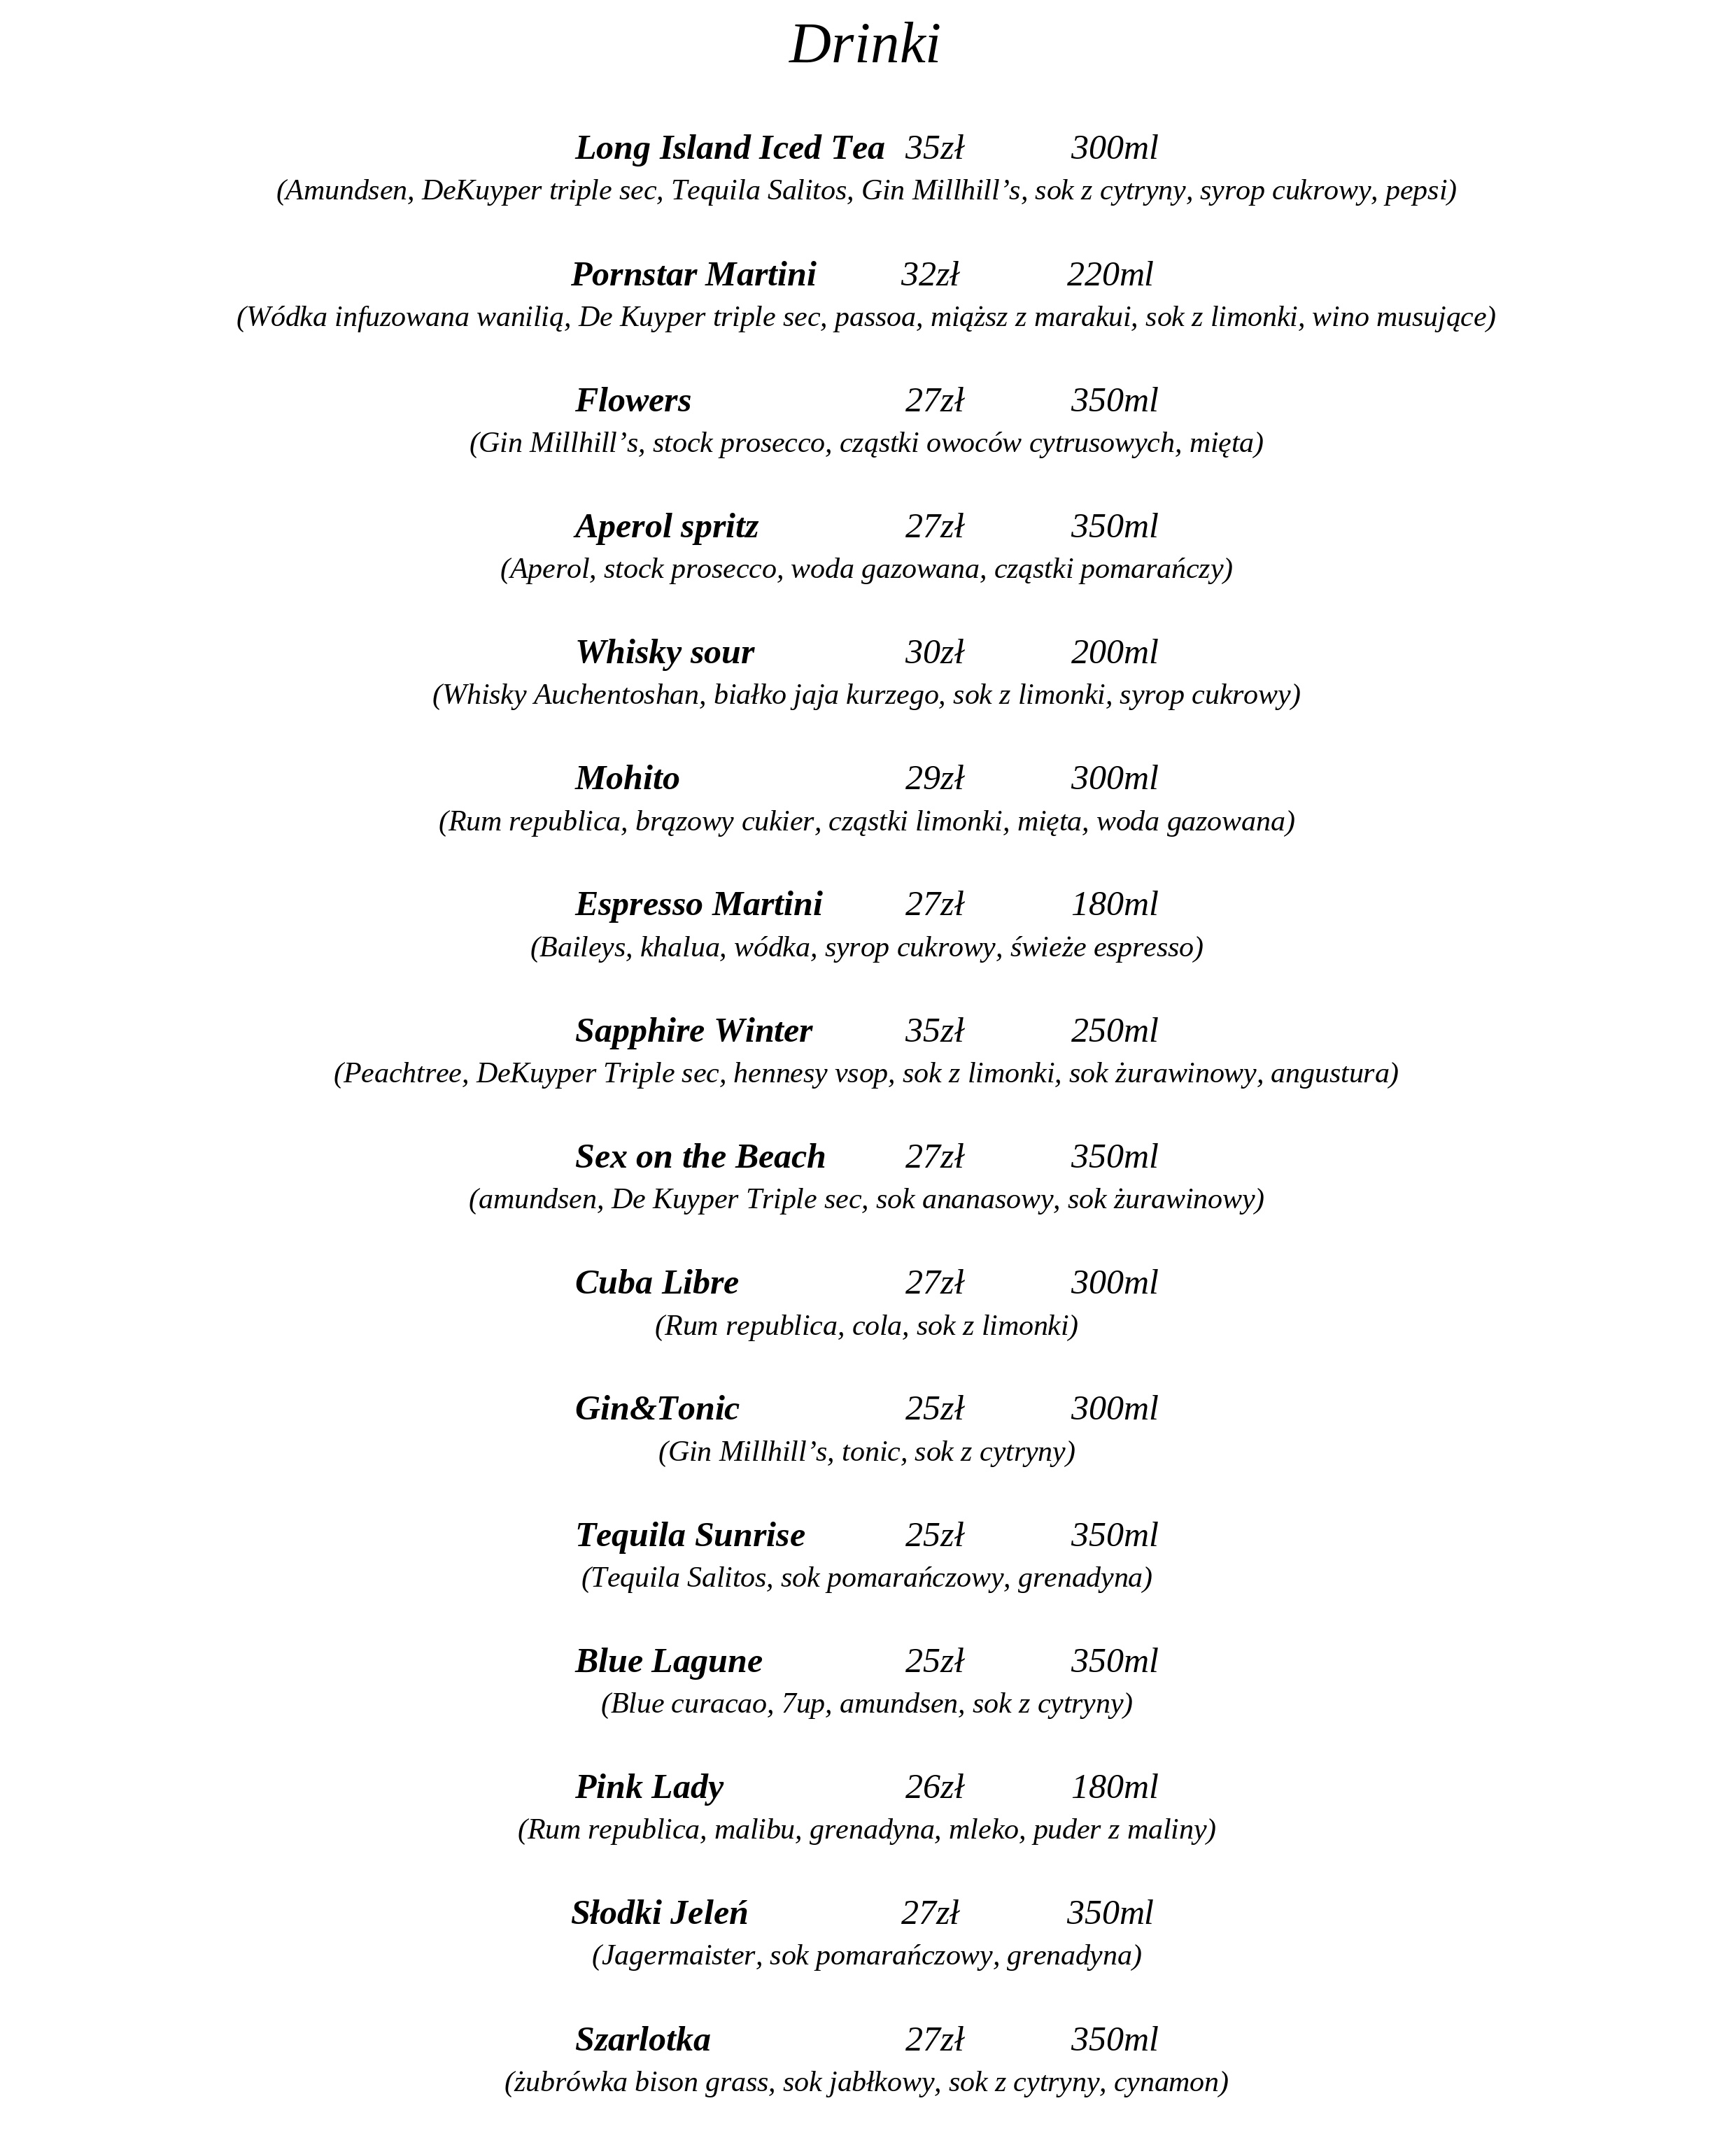 Drinki
Long Island Iced Tea 35zł 300ml
(Amundsen, DeKuyper triple sec, Tequila Salitos, Gin Millhill’s, sok z cytryny, syrop cukrowy, pepsi)
Pornstar Martini 32zł 220ml
(Wódka infuzowana wanilią, De Kuyper triple sec, passoa, miąższ z marakui, sok z limonki, wino musujące)
Flowers 27zł 350ml
(Gin Millhill’s, stock prosecco, cząstki owoców cytrusowych, mięta)
Aperol spritz 27zł 350ml
(Aperol, stock prosecco, woda gazowana, cząstki pomarańczy)
Whisky sour 30zł 200ml
(Whisky Auchentoshan, białko jaja kurzego, sok z limonki, syrop cukrowy)
Mohito 29zł 300ml
(Rum republica, brązowy cukier, cząstki limonki, mięta, woda gazowana)
Espresso Martini 27zł 180ml
(Baileys, khalua, wódka, syrop cukrowy, świeże espresso)
Sapphire Winter 35zł 250ml
(Peachtree, DeKuyper Triple sec, hennesy vsop, sok z limonki, sok żurawinowy, angustura)
Sex on the Beach 27zł 350ml
(amundsen, De Kuyper Triple sec, sok ananasowy, sok żurawinowy)
Cuba Libre 27zł 300ml
(Rum republica, cola, sok z limonki)
Gin&Tonic 25zł 300ml
(Gin Millhill’s, tonic, sok z cytryny)
Tequila Sunrise 25zł 350ml
(Tequila Salitos, sok pomarańczowy, grenadyna)
Blue Lagune 25zł 350ml
(Blue curacao, 7up, amundsen, sok z cytryny)
Pink Lady 26zł 180ml
(Rum republica, malibu, grenadyna, mleko, puder z maliny)
Słodki Jeleń 27zł 350ml
(Jagermaister, sok pomarańczowy, grenadyna)
Szarlotka 27zł 350ml
(żubrówka bison grass, sok jabłkowy, sok z cytryny, cynamon)